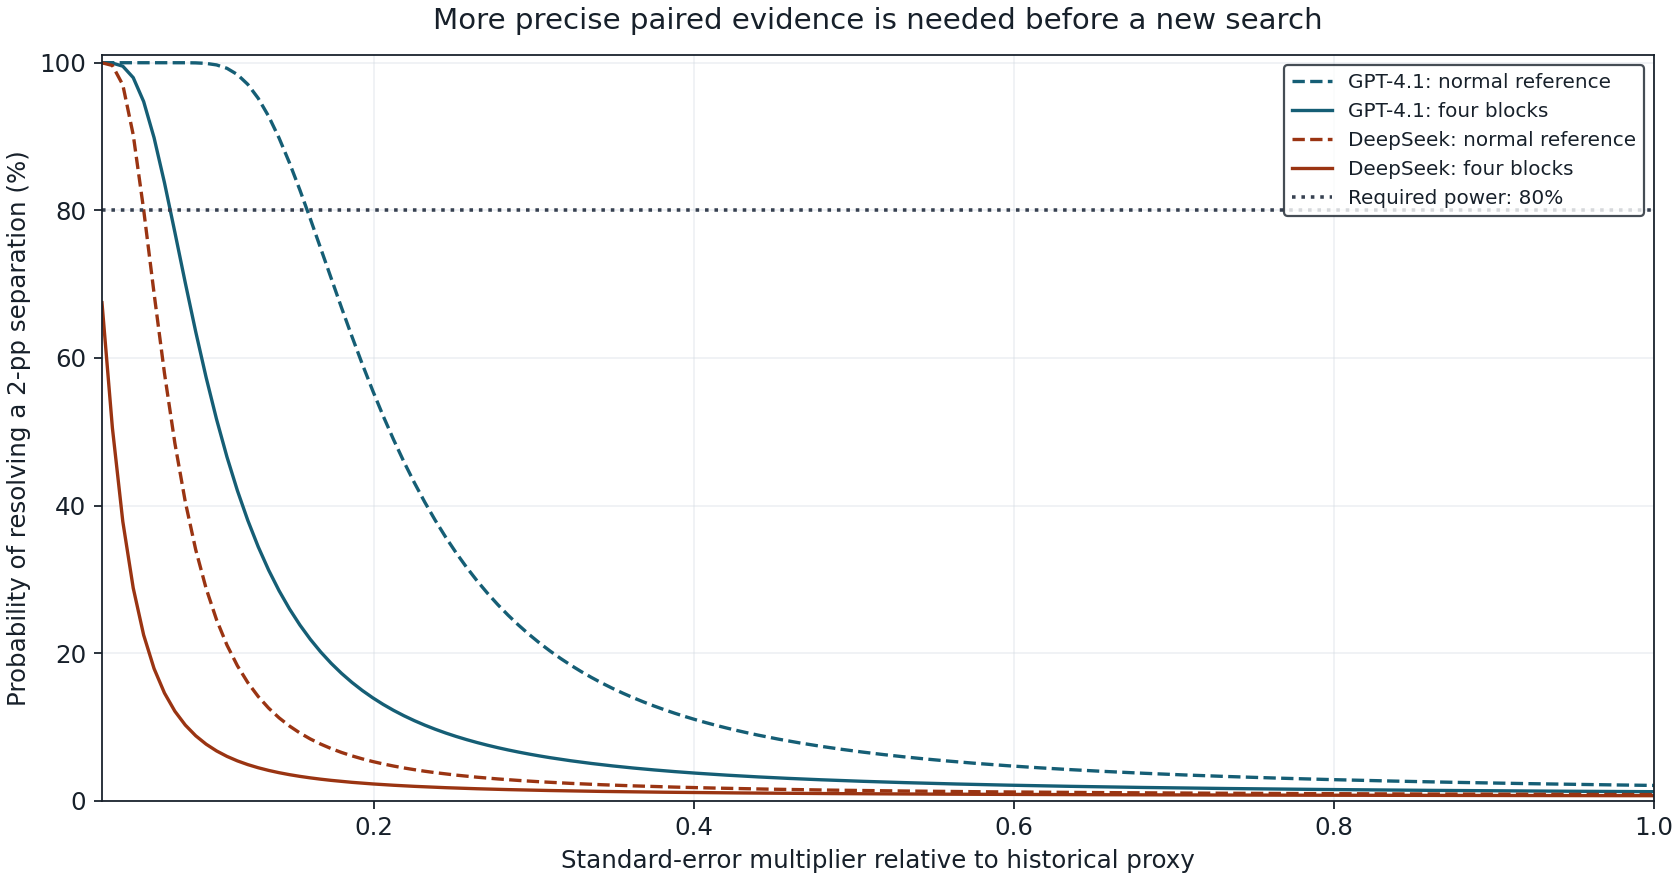 More precise paired evidence is needed before a new search
Probability of resolving a 2-pp separation (%)
100
80
60
40
20
0
GPT-4.1: normal reference
GPT-4.1: four blocks
DeepSeek: normal reference
DeepSeek: four blocks
Required power: 80%
0.2
0.4
0.6
0.8
1.0
Standard-error multiplier relative to historical proxy